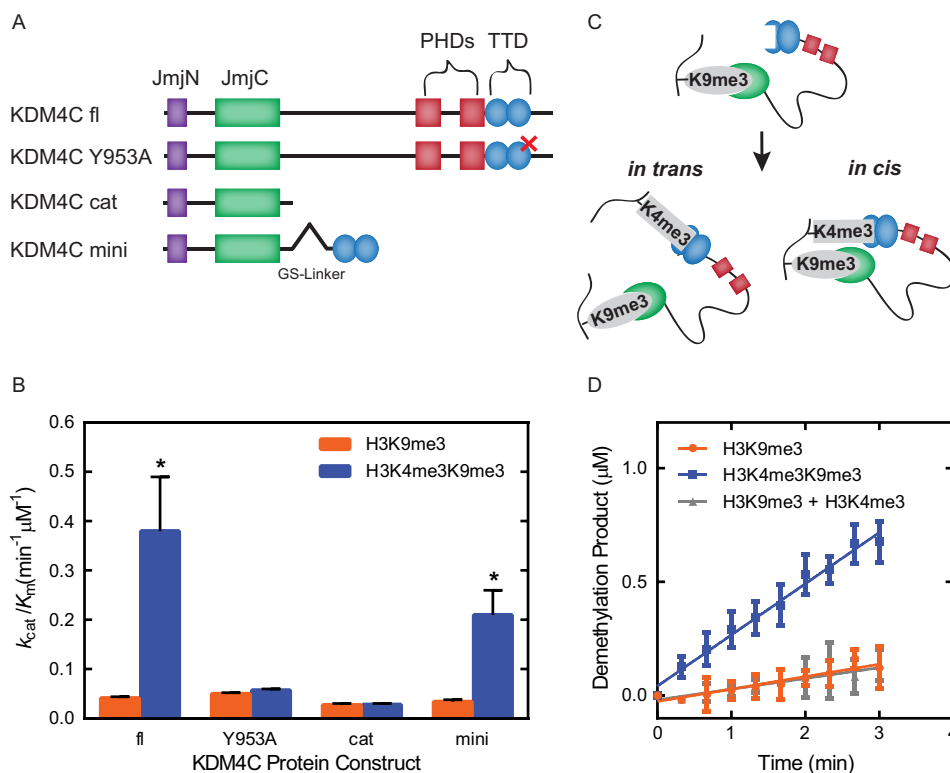 A
PHDs TTD
JmjN JmjC
KDM4C fl
KDM4C Y953A
KDM4C cat
KDM4C mini
GS-Linker
C
K9me3
in trans
in cis
K4me3
K9me3
K4me3
K9me3
B
kcat/Km(min-1μM-1)
0.6
0.5
0.4
0.3
0.2
0.1
0.0
H3K9me3
H3K4me3K9me3
*
*
fl Y953A cat mini
KDM4C Protein Construct
D
Demethylation Product (μM)
1.0
0.5
0.0
H3K9me3
H3K4me3K9me3
H3K9me3 + H3K4me3
0 1 2 3 4
Time (min)